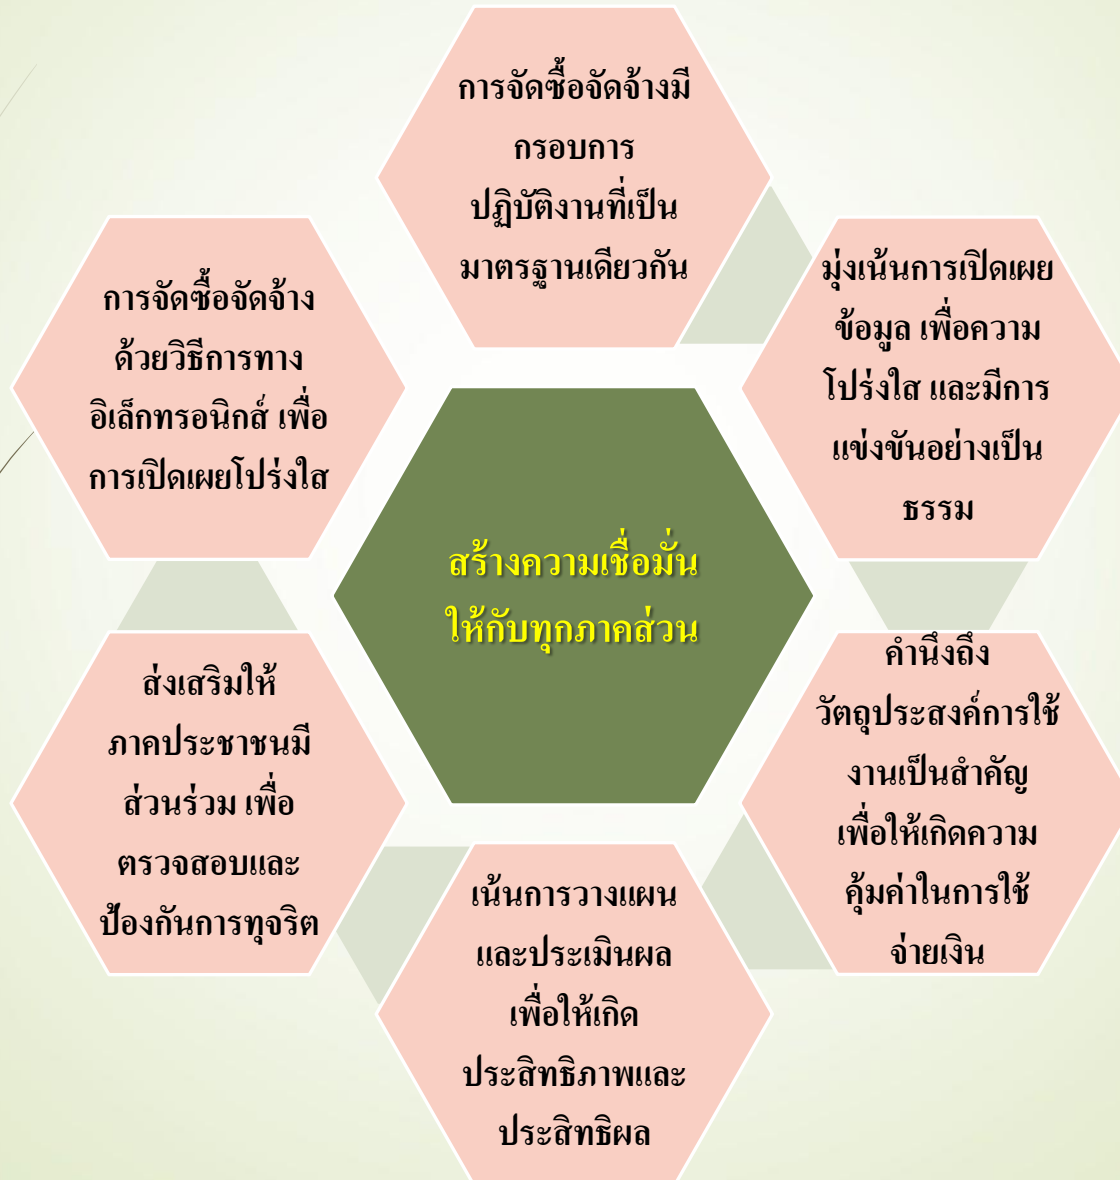 การจัดซื้อจัดจ้างมี
กรอบการ
ปฏิบัติงานที่เป็น
มาตรฐานเดียวกัน
มุ่งเน้นการเปิดเผย
ข้อมูล เพื่อความ
โปร่งใส และมีการ
แข่งขันอย่างเป็น
ธรรม
คำนึงถึง
วัตถุประสงค์การใช้
งานเป็นสำคัญ
เพื่อให้เกิดความ
คุ้มค่าในการใช้
จ่ายเงิน
เน้นการวางแผน
และประเมินผล
เพื่อให้เกิด
ประสิทธิภาพและ
ประสิทธิผล
ส่งเสริมให้
ภาคประชาชนมี
ส่วนร่วม เพื่อ
ตรวจสอบและ
ป้องกันการทุจริต
การจัดซื้อจัดจ้าง
ด้วยวิธีการทาง
อิเล็กทรอนิกส์ เพื่อ
การเปิดเผยโปร่งใส
สร้างความเชื่อมั่น
ให้กับทุกภาคส่วน